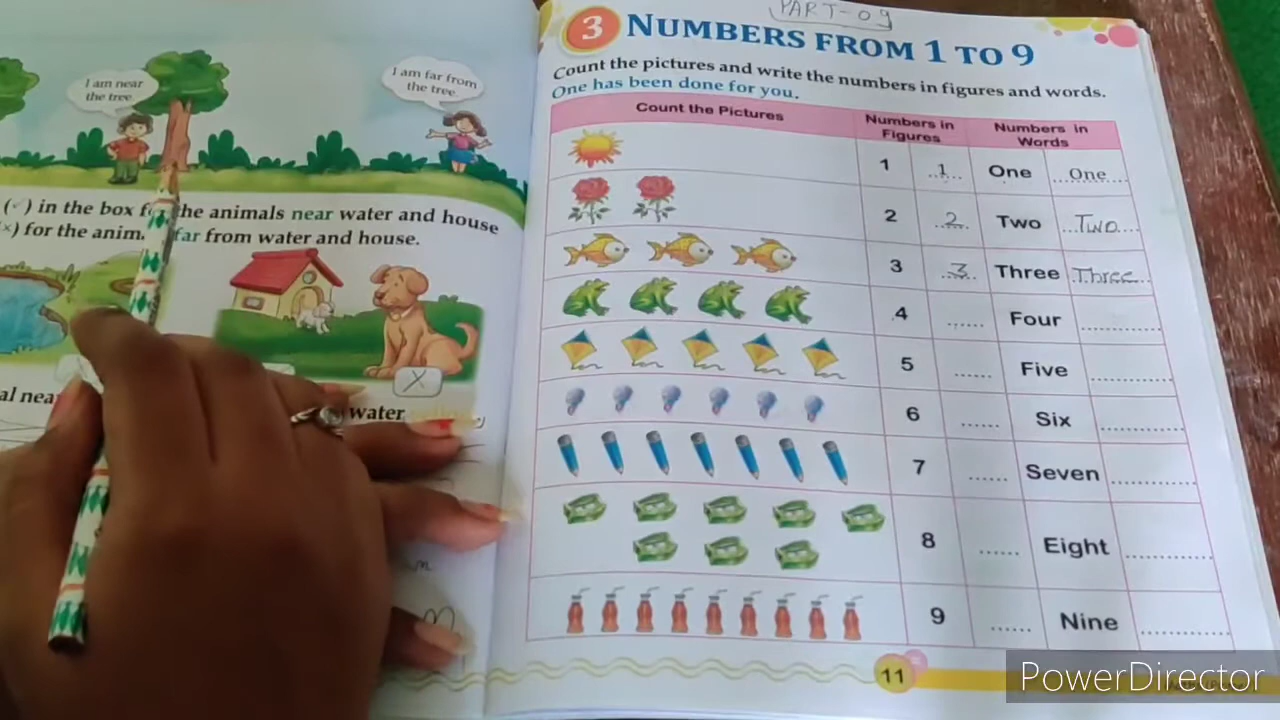 I am near
the tree.
I am far from
the tree.
(✓) in the box for the animals near water and house
(×) for the anim far from water and house.
X
al near
water
PART-09
3 NUMBERS FROM 1 TO 9
Count the pictures and write the numbers in figures and words.
One has been done for you.
Count the Pictures Numbers in Figures Numbers in Words
1 1 One One
2 2 Two Two
3 3 Three Three
4 ...... Four ............
5 ...... Five ............
6 ...... Six ............
7 ...... Seven ............
8 ...... Eight ............
9 ...... Nine ............
11
PowerDirector